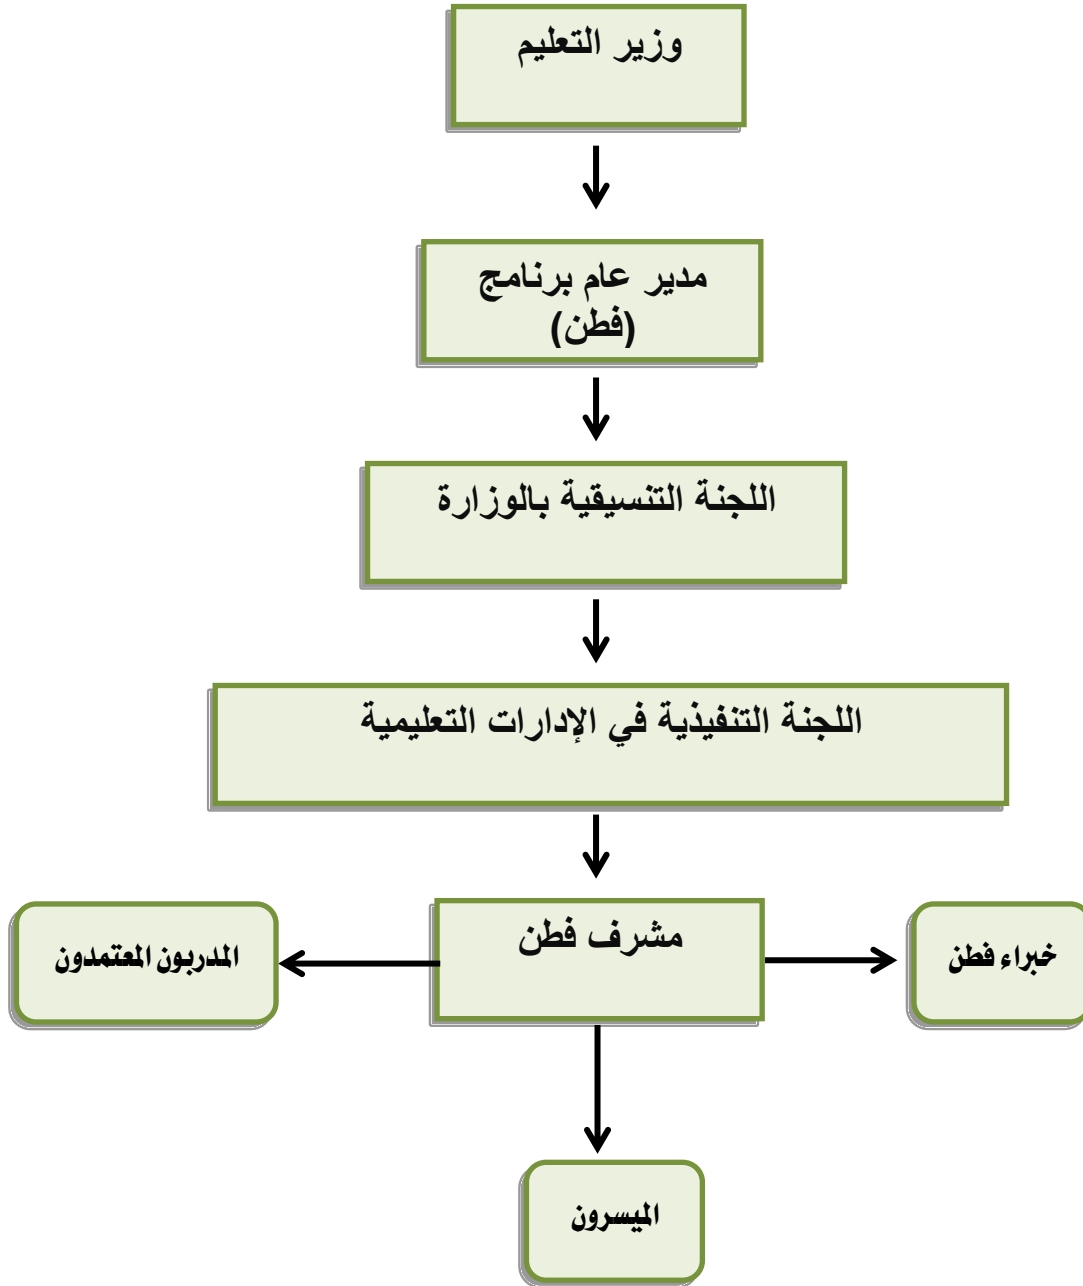 وزير التعليم
مدير عام برنامج
(فطن)
اللجنة التنسيقية بالوزارة
اللجنة التنفيذية في الإدارات التعليمية
مشرف فطن
خبراء فطن
المدربون المعتمدون
الميسرون